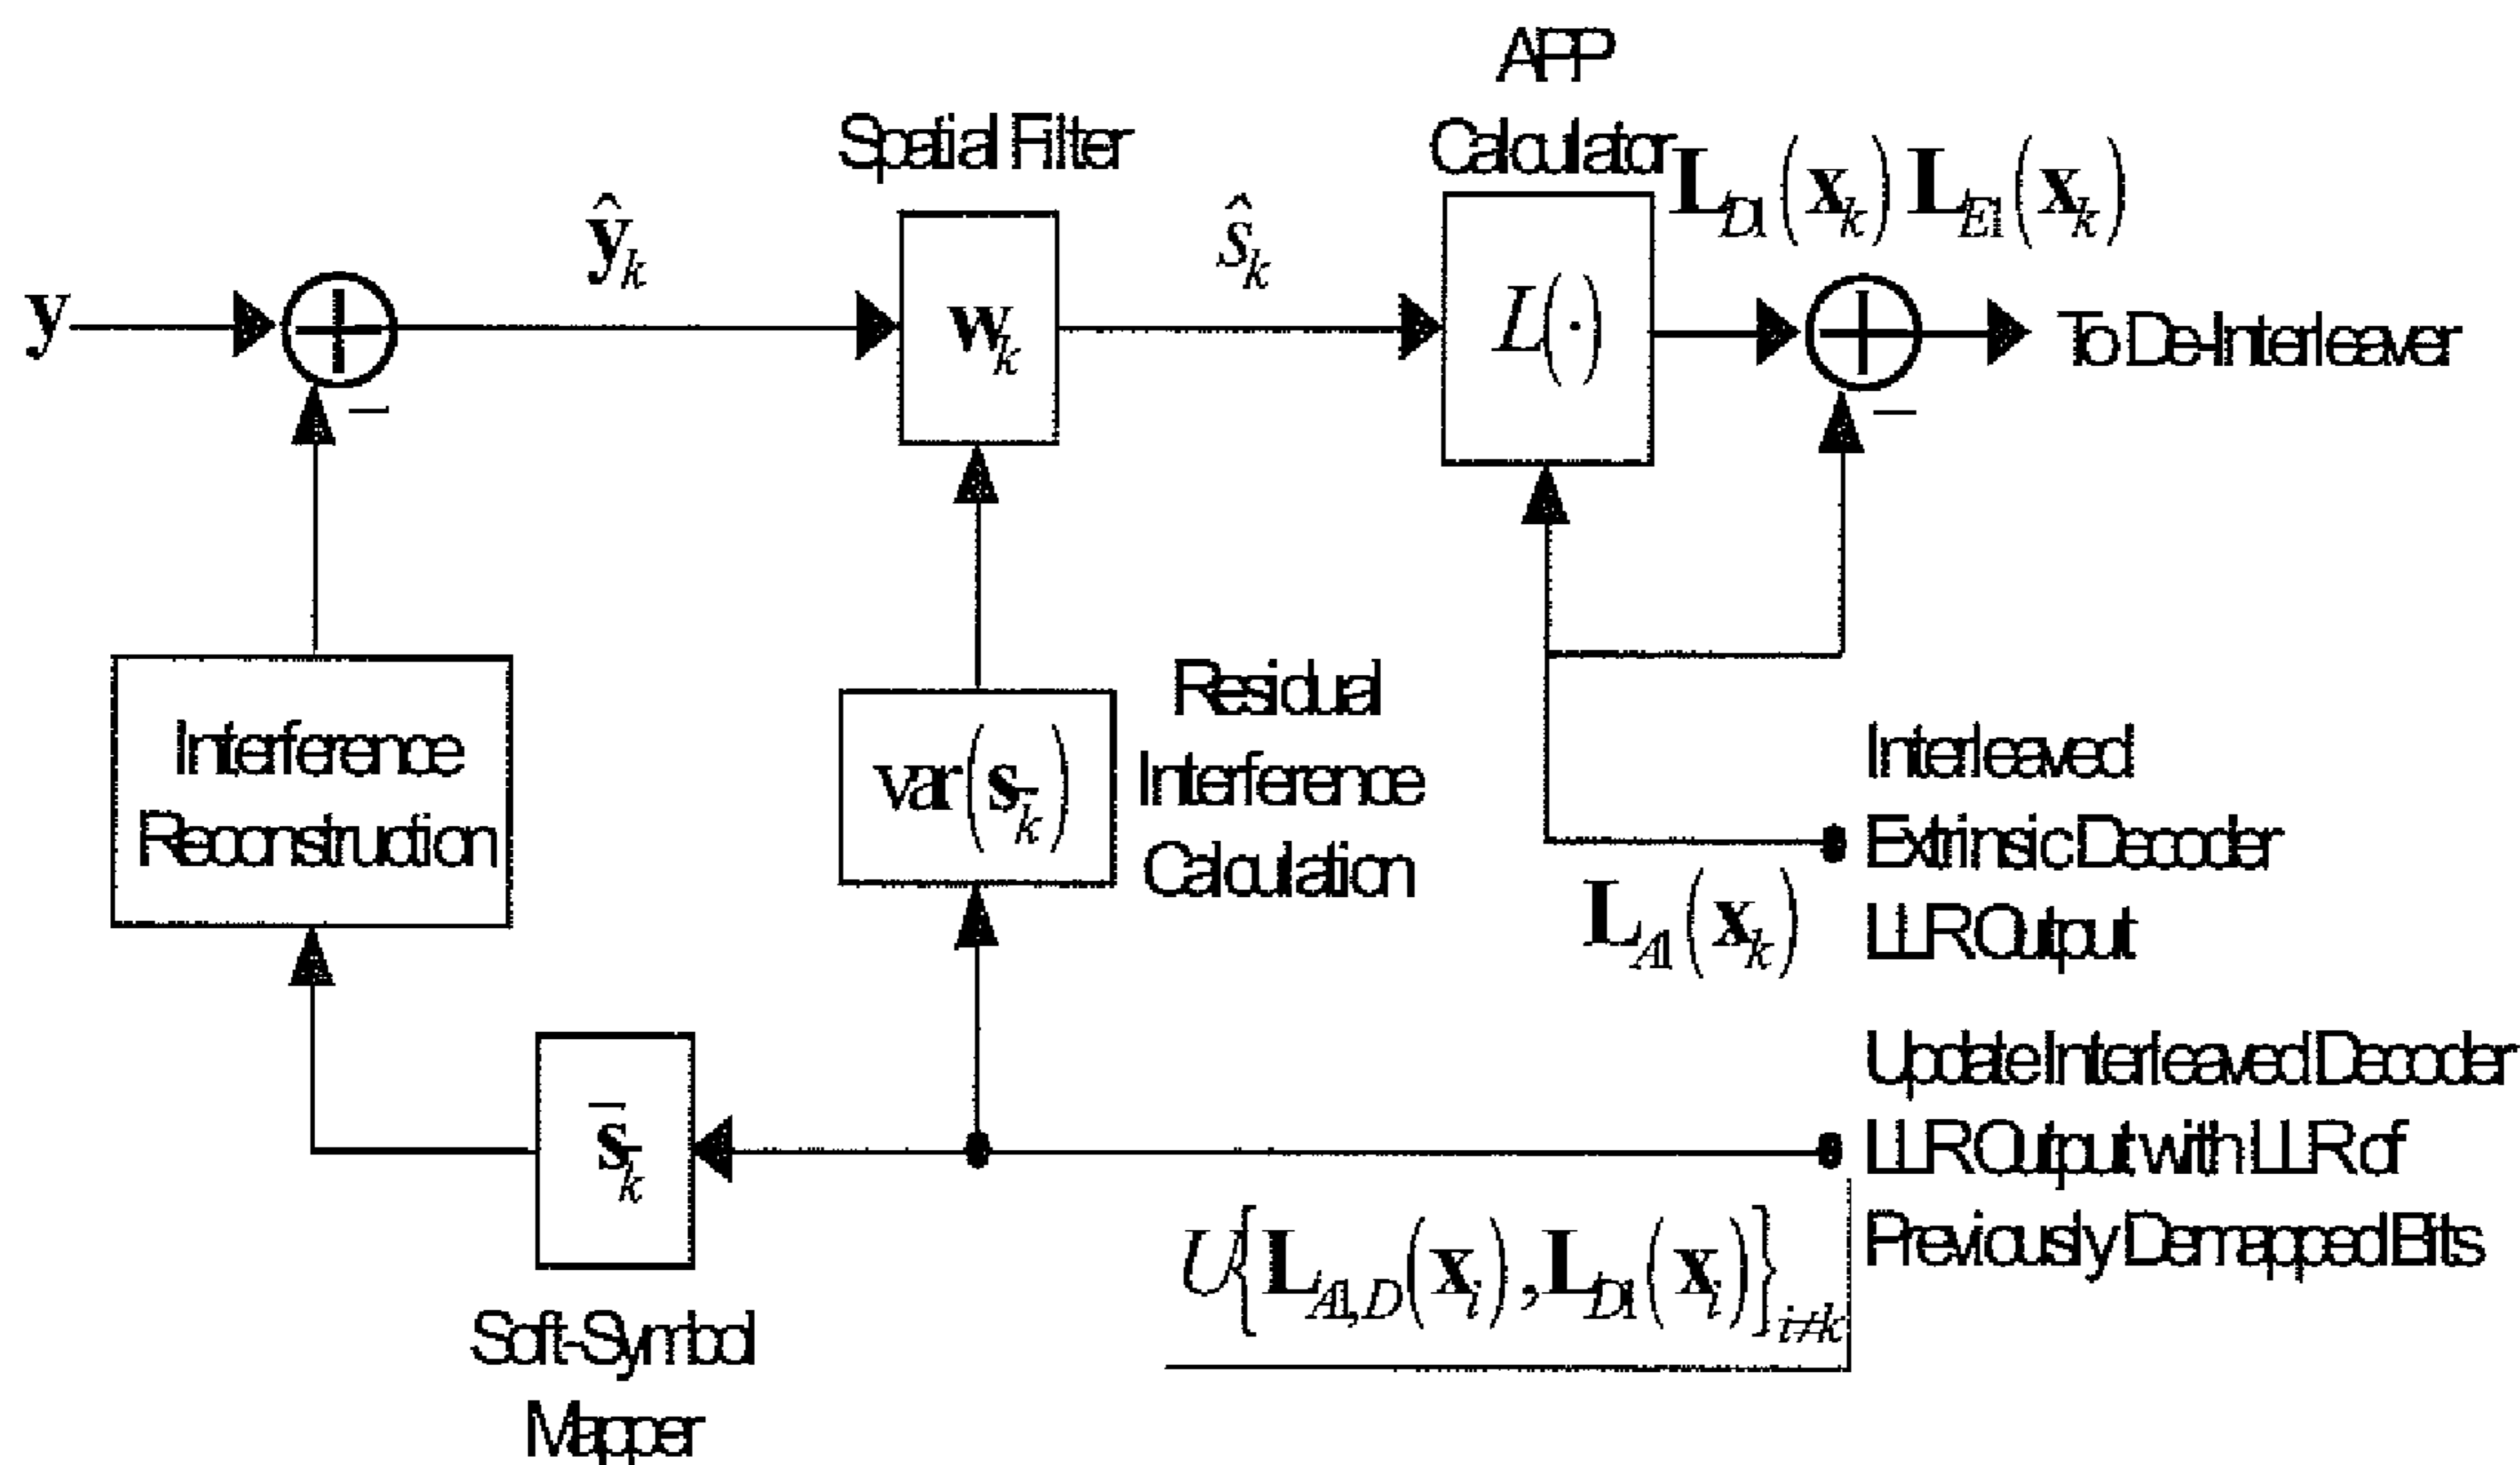 APP
Calculator
Spatial Filter
L_{D1}(x_k) L_{E1}(x_k)
ŷ_k
ŝ_k
y
+
w_k
L(·)
+
To De-Interleaver
−
−
Interference
Reconstruction
var(s_{k̄})
Residual
Interference
Calculation
Interleaved
Extrinsic Decoder
LLR Output
L_{A1}(x_k)
s̄_{k̄}
Update Interleaved Decoder
LLR Output with LLR of
Previously Demapped Bits
U{L_{A1,D}(x_i), L_{D1}(x_i)}_{i≠k}
Soft-Symbol
Mapper